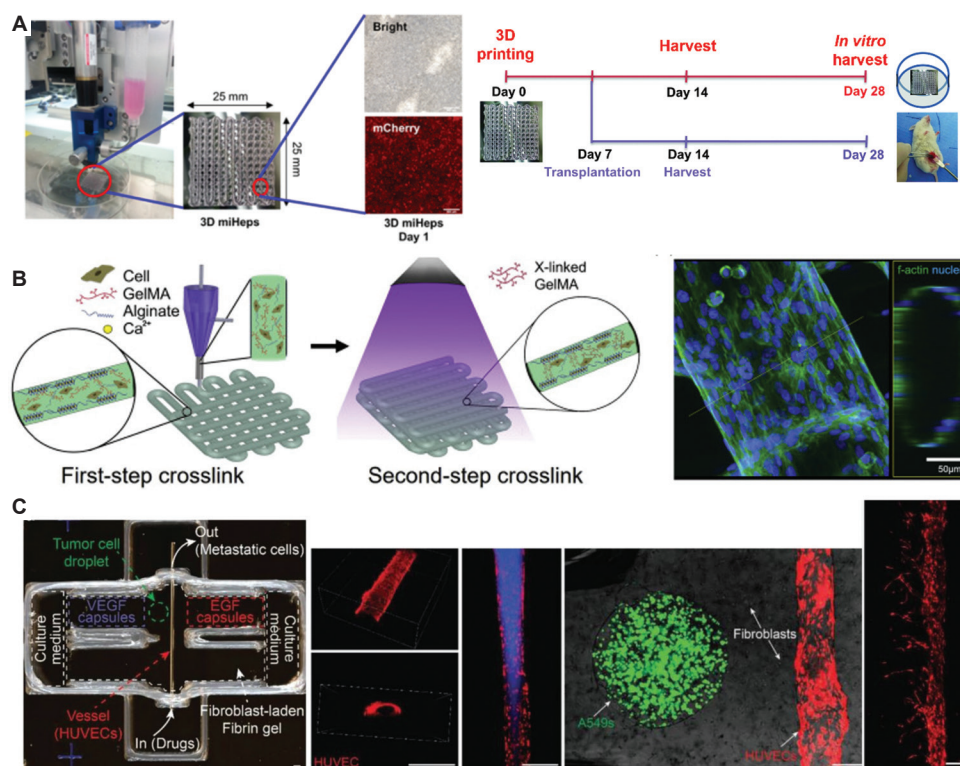 A
25 mm
25 mm
3D miHeps
Bright
mCherry
3D miHeps
Day 1
3D
printing
Harvest
In vitro
harvest
Day 0
Day 14
Day 28
Day 7
Day 14
Day 28
Transplantation
Harvest
B
Cell
GelMA
Alginate
Ca2+
First-step crosslink
X-linked
GelMA
Second-step crosslink
f-actin nuclei
50μm
C
Tumor cell
droplet
Out
(Metastatic cells)
VEGF
capsules
EGF
capsules
Culture
medium
Culture
medium
Vessel
(HUVECs)
In (Drugs)
Fibroblast-laden
Fibrin gel
HUVEC
Fibroblasts
A549s
HUVECs